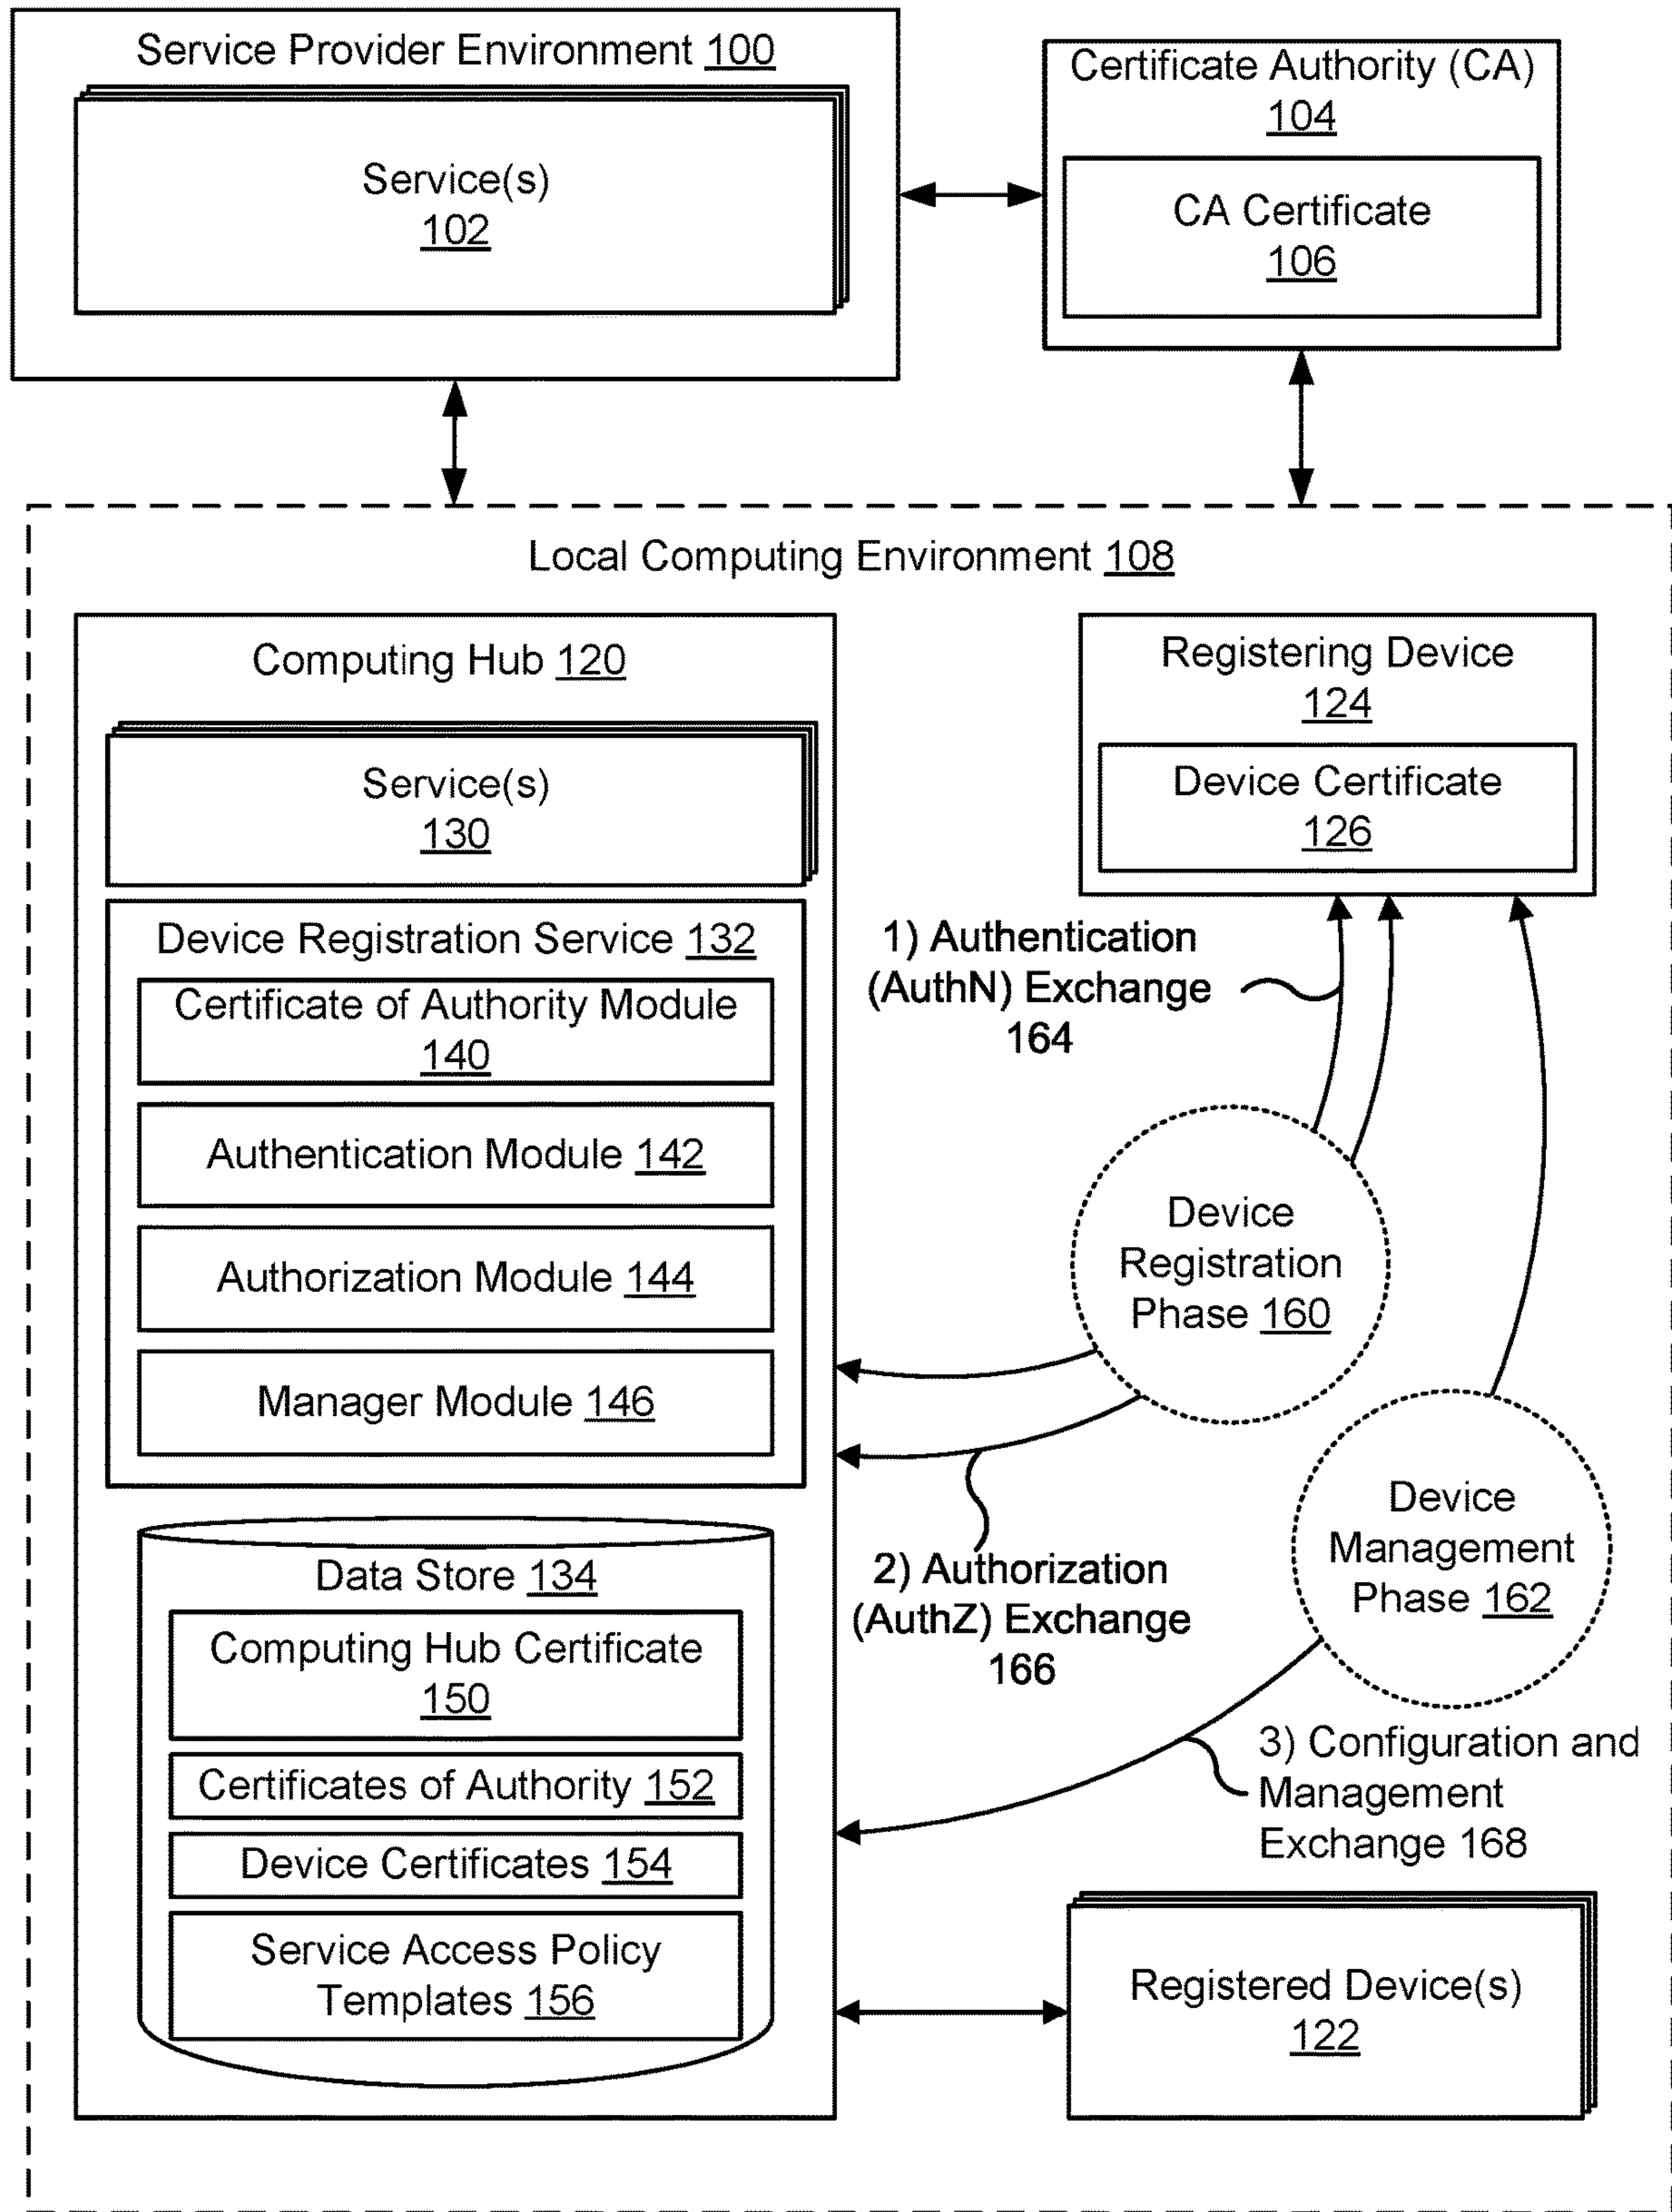 Service Provider Environment 100
Service(s)
102
Certificate Authority (CA)
104
CA Certificate
106
Local Computing Environment 108
Computing Hub 120
Service(s)
130
Device Registration Service 132
Certificate of Authority Module
140
Authentication Module 142
Authorization Module 144
Manager Module 146
Data Store 134
Computing Hub Certificate
150
Certificates of Authority 152
Device Certificates 154
Service Access Policy
Templates 156
Registering Device
124
Device Certificate
126
1) Authentication
(AuthN) Exchange
164
Device
Registration
Phase 160
2) Authorization
(AuthZ) Exchange
166
Device
Management
Phase 162
3) Configuration and
Management
Exchange 168
Registered Device(s)
122